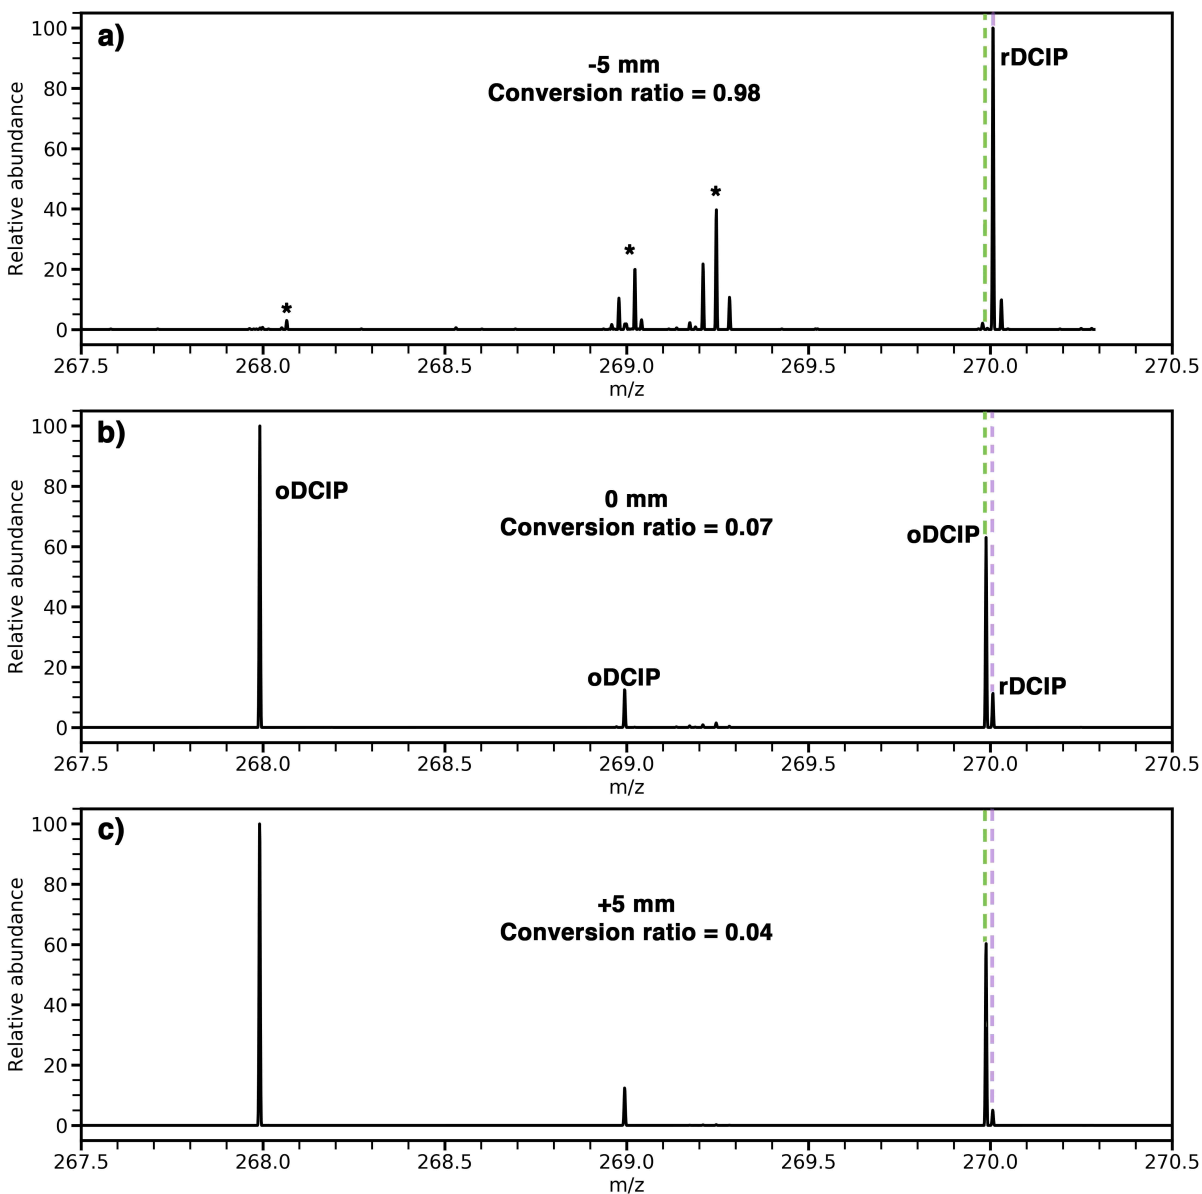 a)
-5 mm
Conversion ratio = 0.98
rDCIP
*
*
*
Relative abundance
100
80
60
40
20
0
267.5 268.0 268.5 269.0 269.5 270.0 270.5
m/z
b)
oDCIP
0 mm
Conversion ratio = 0.07
oDCIP
oDCIP
rDCIP
Relative abundance
100
80
60
40
20
0
267.5 268.0 268.5 269.0 269.5 270.0 270.5
m/z
c)
+5 mm
Conversion ratio = 0.04
Relative abundance
100
80
60
40
20
0
267.5 268.0 268.5 269.0 269.5 270.0 270.5
m/z